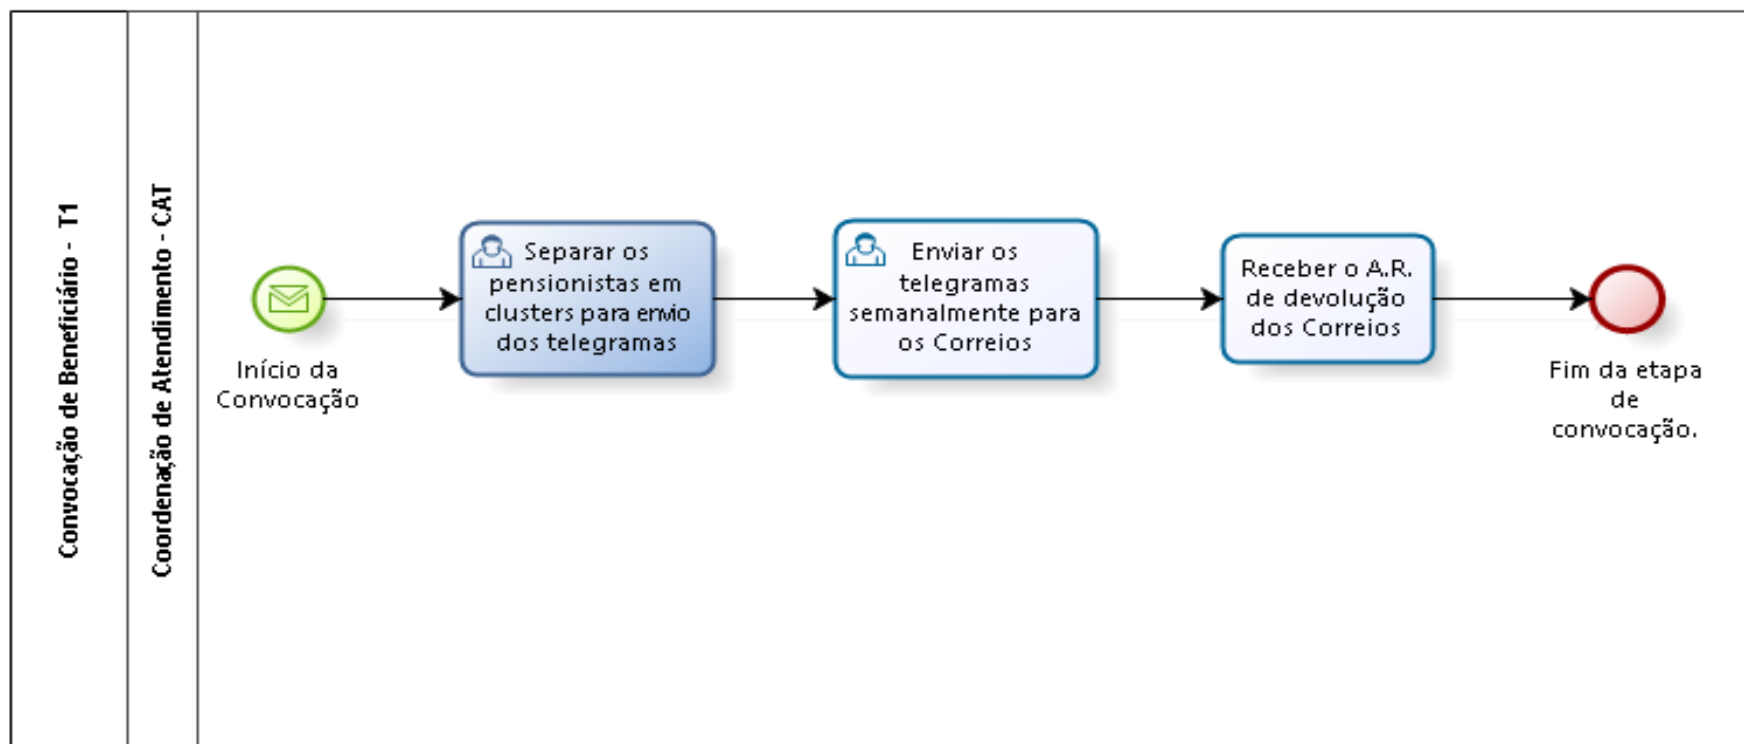 Convocação de Beneficiário - T1
Coordenação de Atendimento - CAT
Início da
Convocação
Separar os
pensionistas em
clusters para envio
dos telegramas
Enviar os
telegramas
semanalmente para
os Correios
Receber o A.R.
de devolução
dos Correios
Fim da etapa
de
convocação.